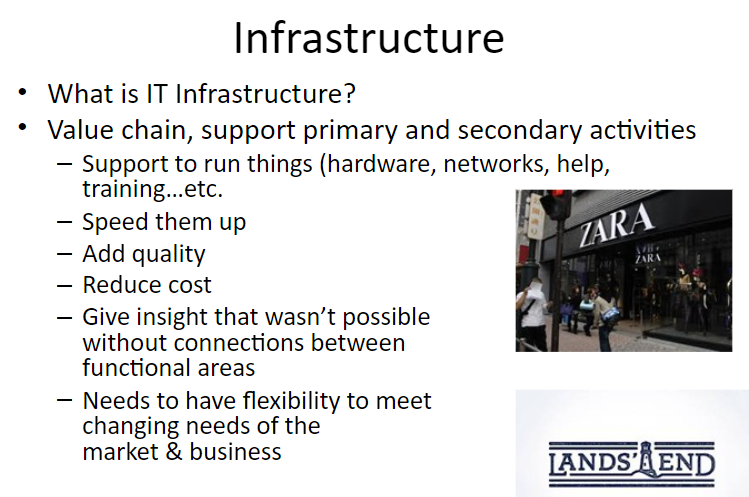 Infrastructure
• What is IT Infrastructure?
• Value chain, support primary and secondary activities
– Support to run things (hardware, networks, help,
training…etc.
– Speed them up
– Add quality
– Reduce cost
– Give insight that wasn’t possible
without connections between
functional areas
– Needs to have flexibility to meet
changing needs of the
market & business
ZARA
ZARA
LANDS' END